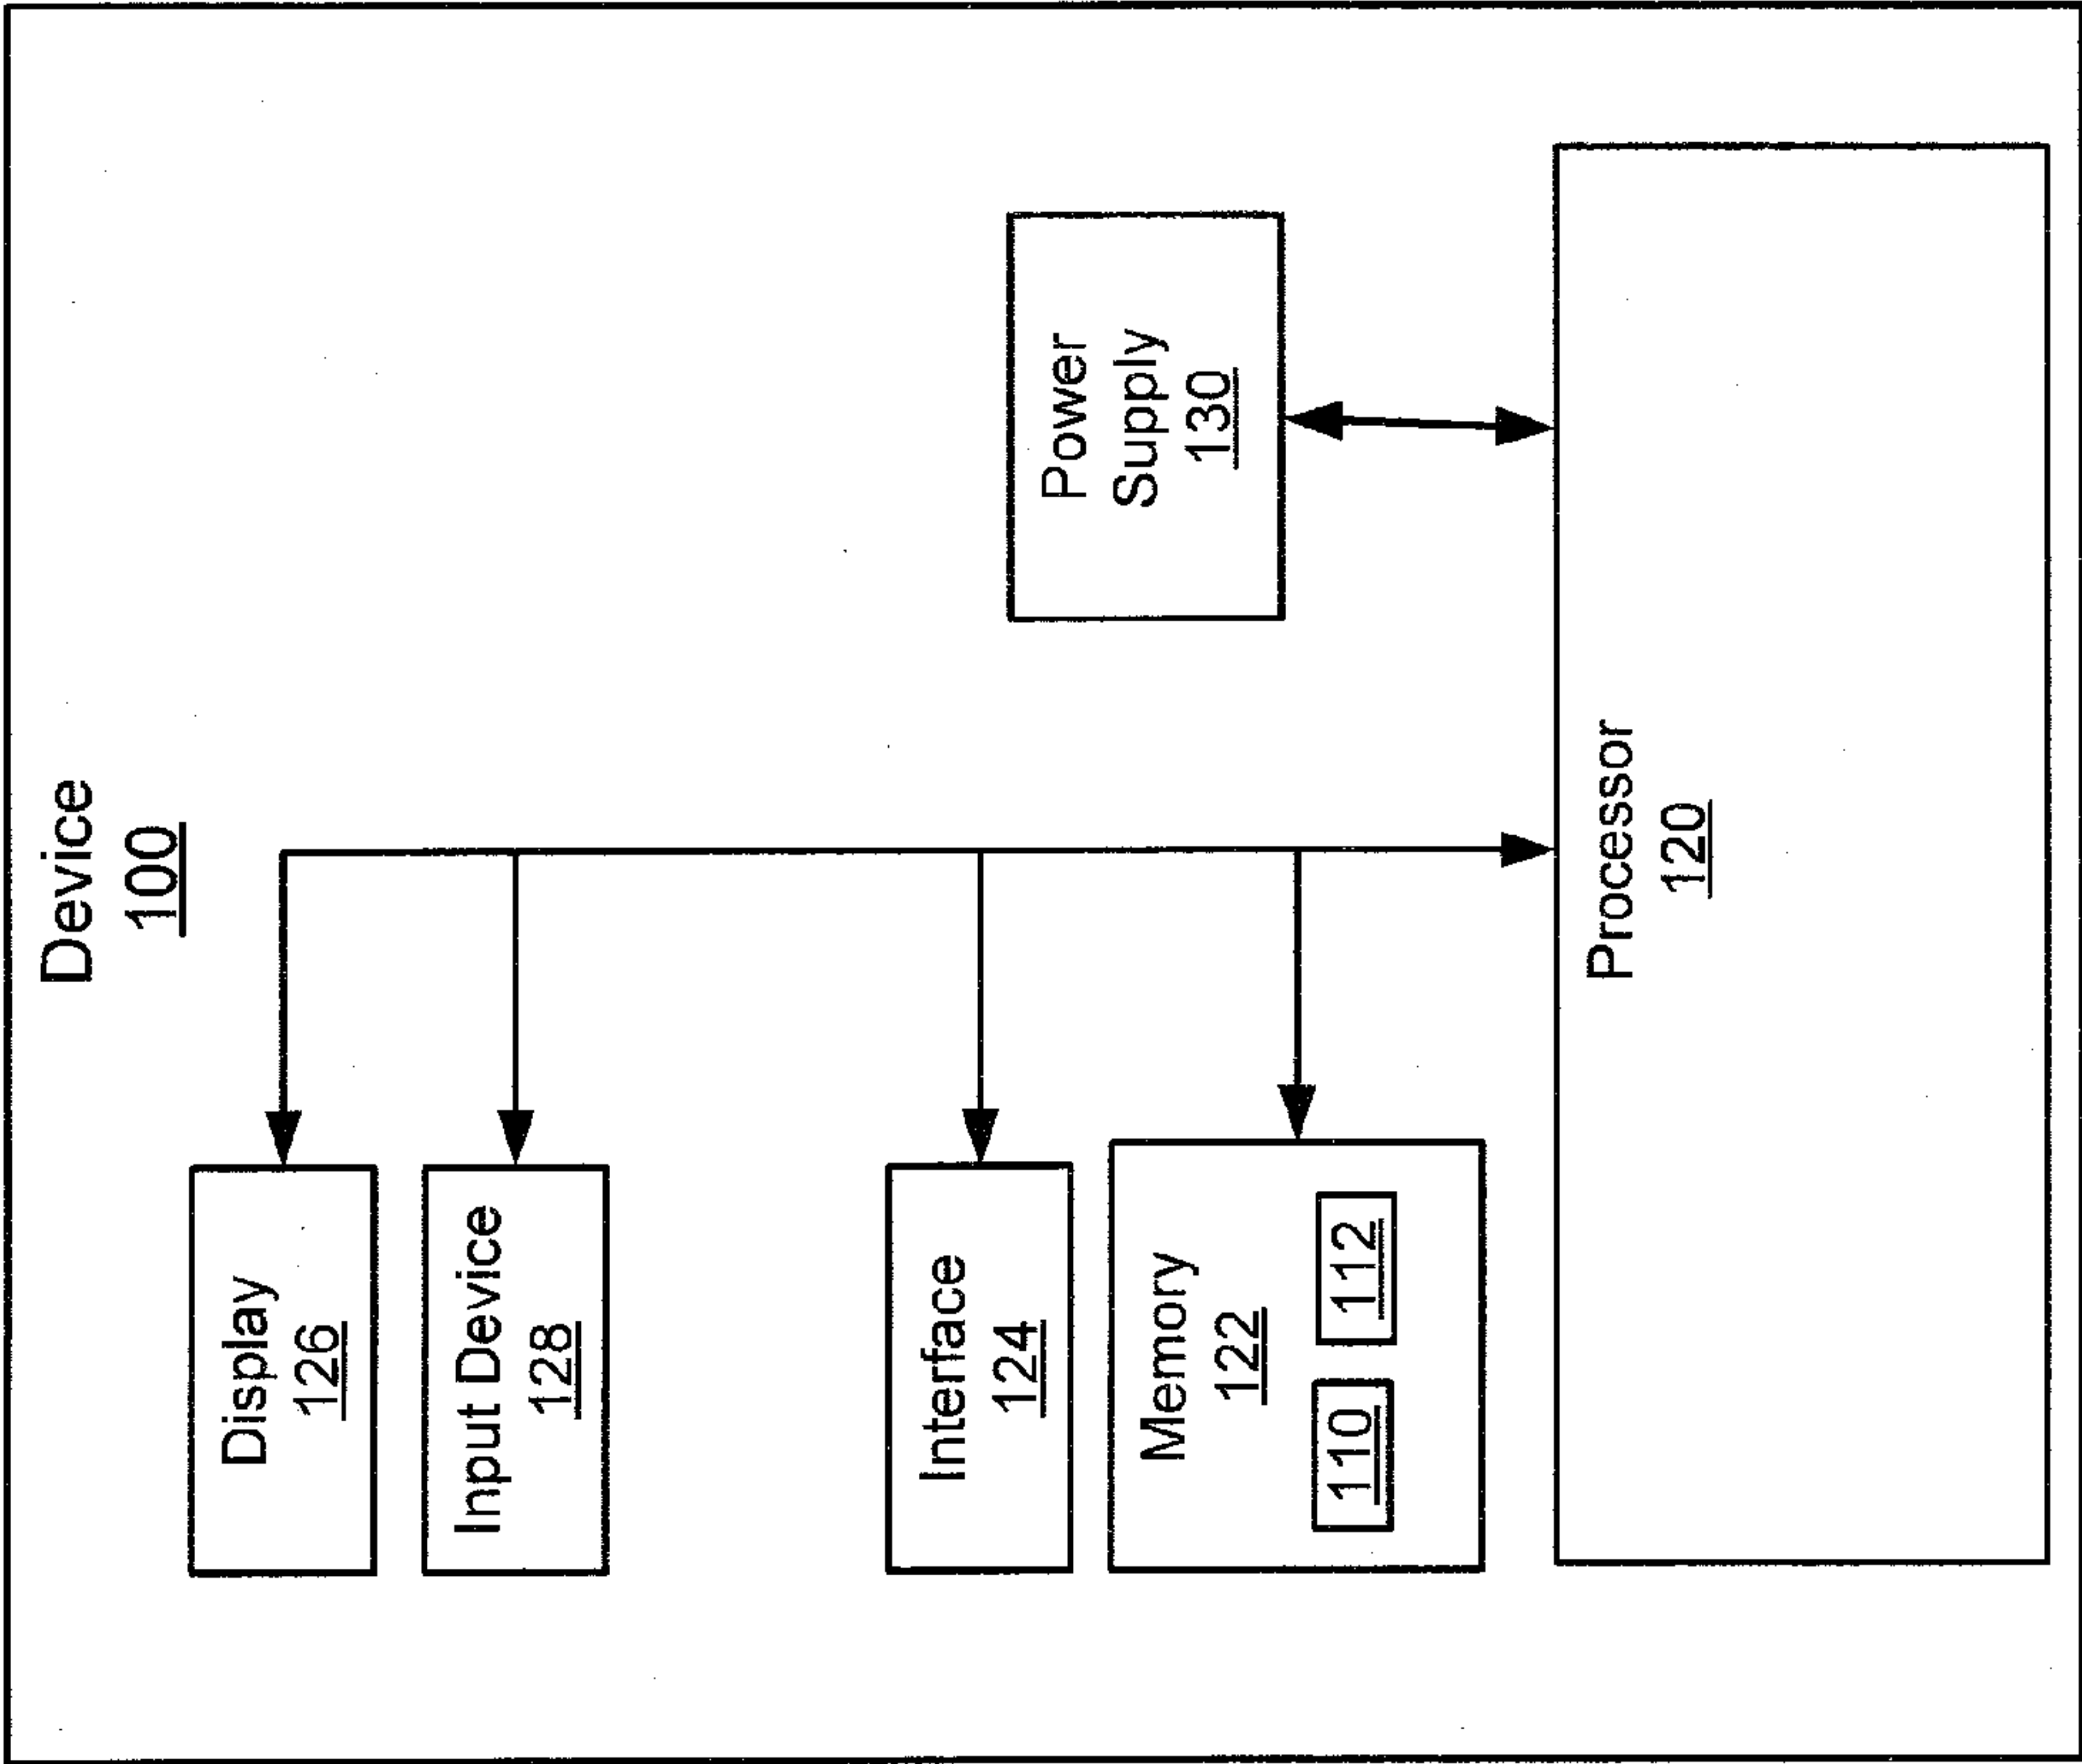 Device
100
Display
126
Input Device
128
Interface
124
Memory
122
110
112
Power
Supply
130
Processor
120